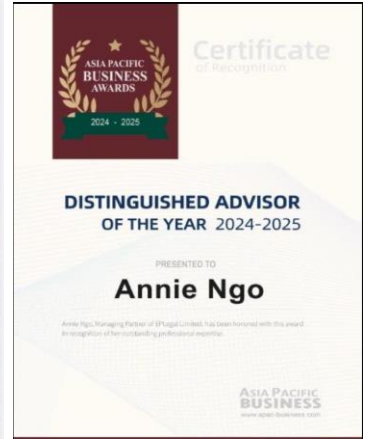 ASIA PACIFIC
BUSINESS
AWARDS
2024 - 2025
Certificate
of Recognition
DISTINGUISHED ADVISOR
OF THE YEAR 2024-2025
PRESENTED TO
Annie Ngo
Annie Ngo, Managing Partner of EPLegal Limited, has been honored with this award
in recognition of her outstanding professional expertise.
ASIA PACIFIC
BUSINESS